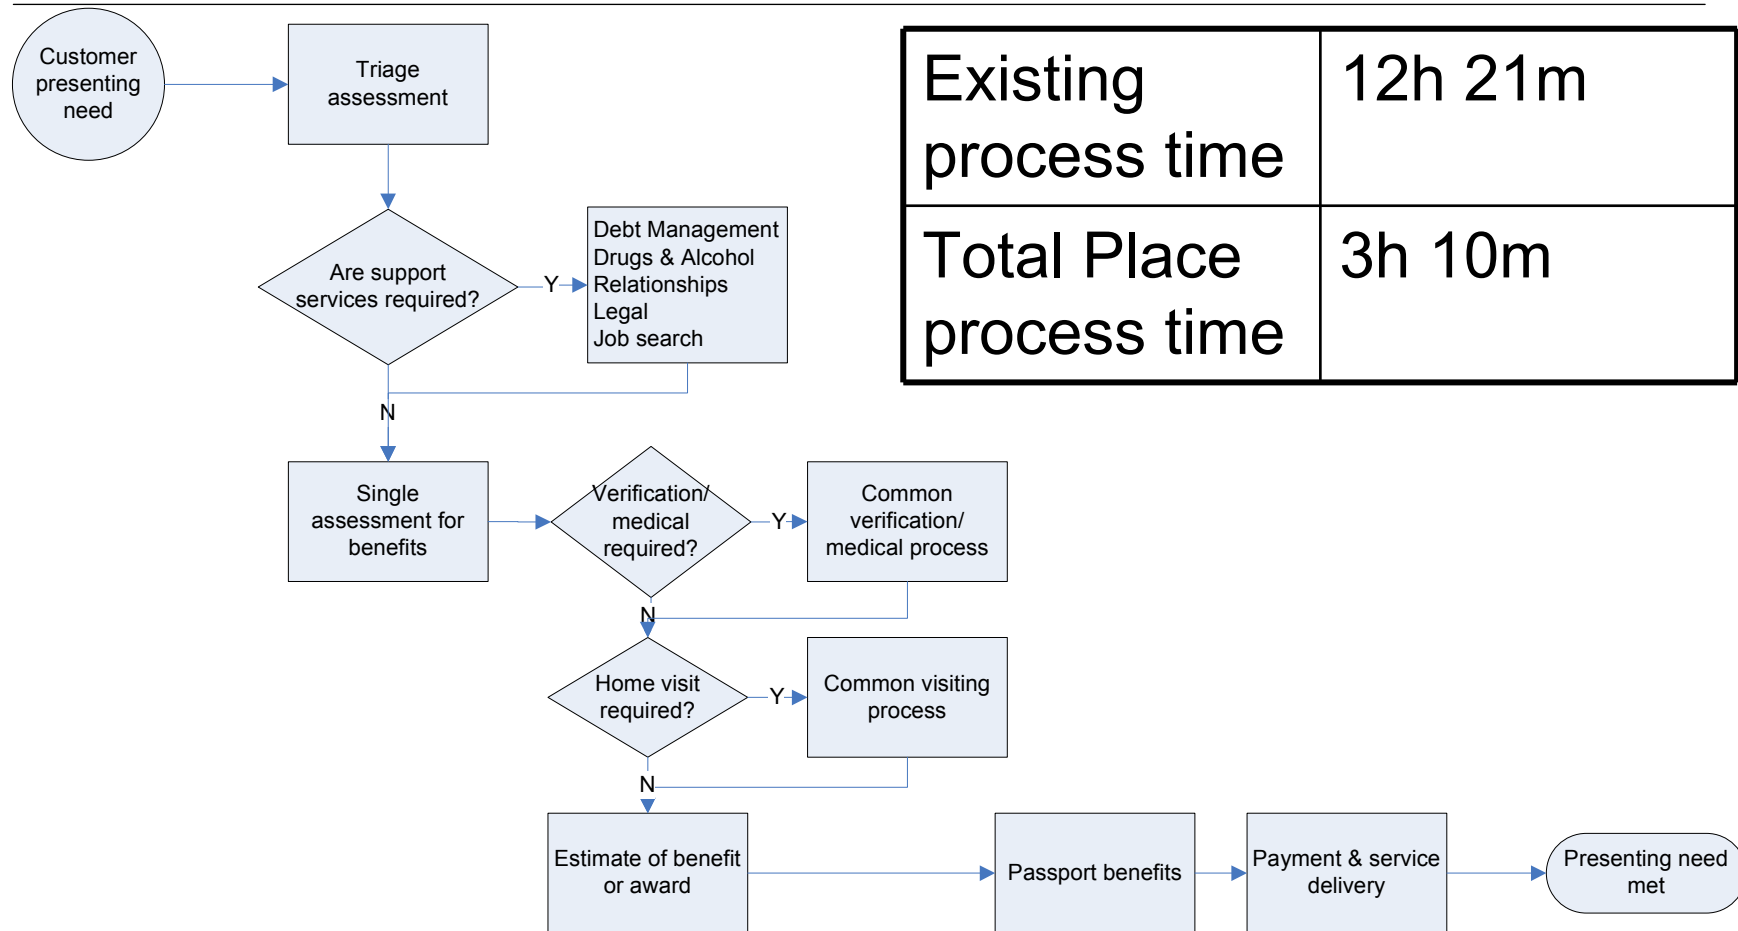 Customer
presenting
need
Triage
assessment
Existing
process time
12h 21m
Total Place
process time
3h 10m
Are support
services required?
Y
Debt Management
Drugs & Alcohol
Relationships
Legal
Job search
N
Single
assessment for
benefits
Verification/
medical
required?
Y
Common
verification/
medical process
N
Home visit
required?
Y
Common visiting
process
N
Estimate of benefit
or award
Passport benefits
Payment & service
delivery
Presenting need
met